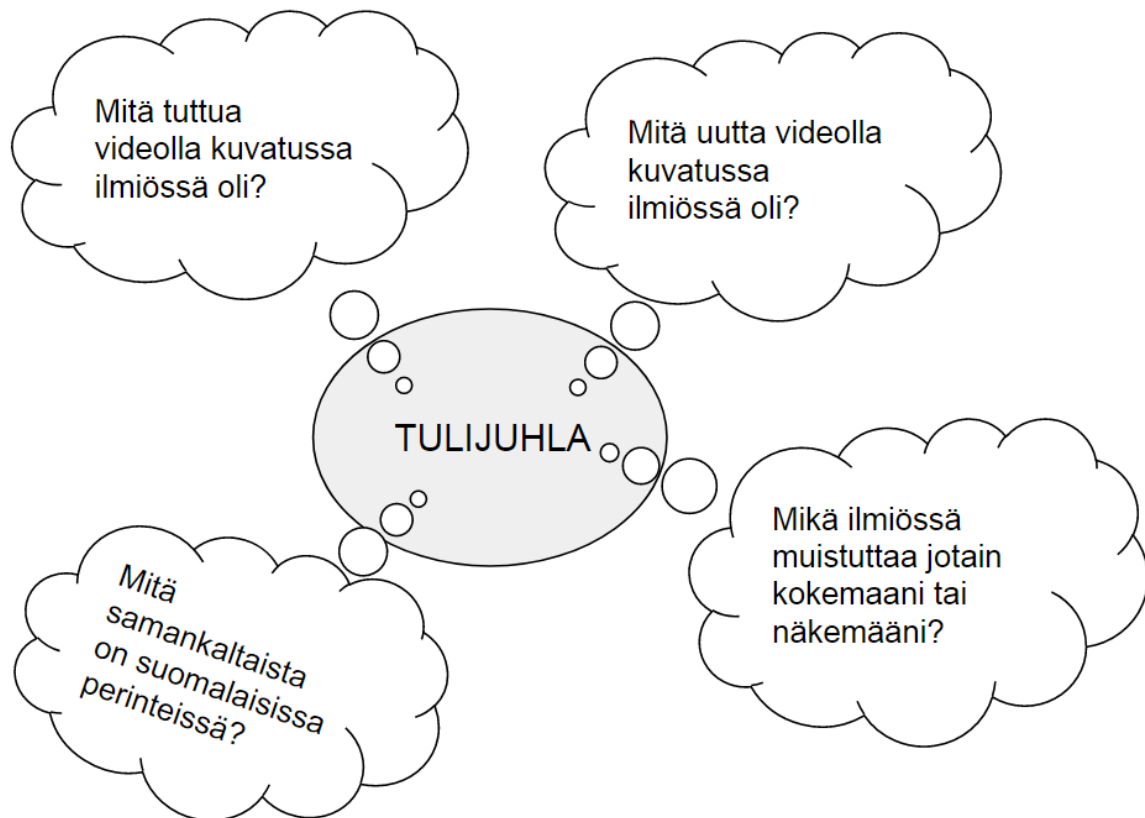 Mitä tuttua
videolla kuvatussa
ilmiössä oli?
Mitä uutta videolla
kuvatussa
ilmiössä oli?
TULIJUHLA
Mitä
samankaltaista
on suomalaisissa
perinteissä?
Mikä ilmiössä
muistuttaa jotain
kokemaani tai
näkemääni?